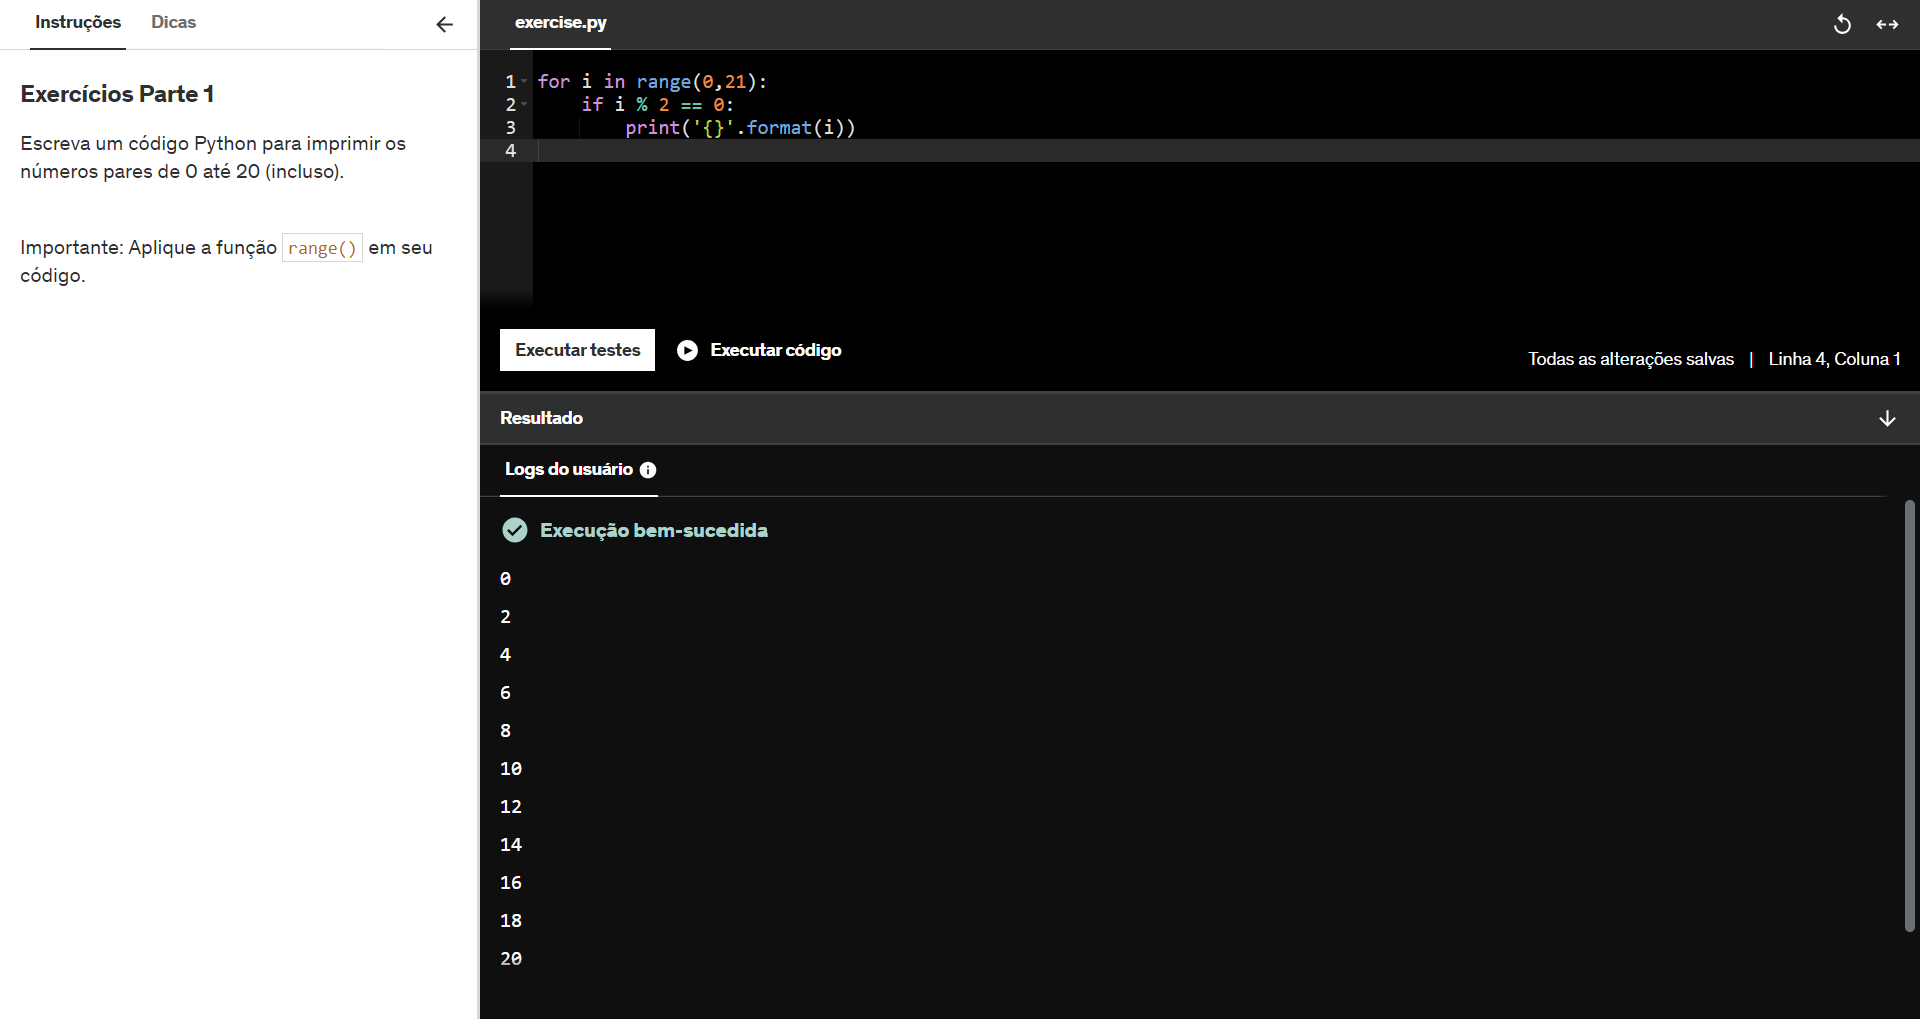 Instruções Dicas
Exercícios Parte 1
Escreva um código Python para imprimir os
números pares de 0 até 20 (incluso).
Importante: Aplique a função range() em seu
código.
exercise.py
1 for i in range(0,21):
2     if i % 2 == 0:
3         print('{}'.format(i))
4
Executar testes Executar código
Todas as alterações salvas | Linha 4, Coluna 1
Resultado
Logs do usuário
Execução bem-sucedida
0
2
4
6
8
10
12
14
16
18
20